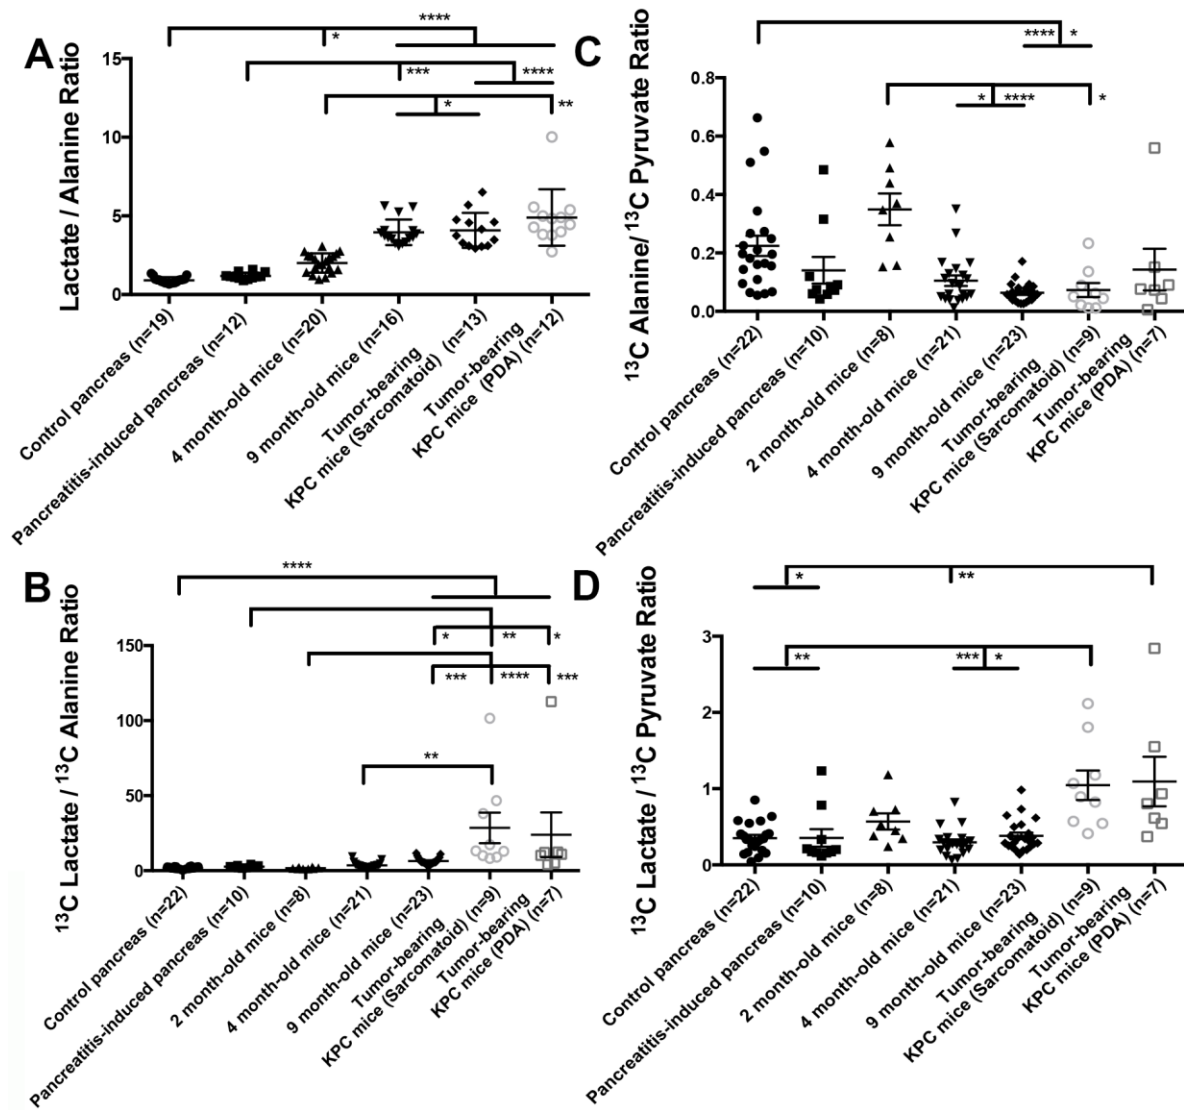 A
Lactate / Alanine Ratio
****
*
***
****
*
**
15
10
5
0
Control pancreas (n=19)
Pancreatitis-induced pancreas (n=12)
4 month-old mice (n=20)
9 month-old mice (n=16)
Tumor-bearing
KPC mice (Sarcomatoid) (n=13)
Tumor-bearing
KPC mice (PDA) (n=12)
C
13C Alanine/ 13C Pyruvate Ratio
**** *
* **** *
0.8
0.6
0.4
0.2
0.0
Control pancreas (n=22)
Pancreatitis-induced pancreas (n=10)
2 month-old mice (n=8)
4 month-old mice (n=21)
9 month-old mice (n=23)
Tumor-bearing
KPC mice (Sarcomatoid) (n=9)
Tumor-bearing
KPC mice (PDA) (n=7)
B
13C Lactate / 13C Alanine Ratio
****
* ** *
*** **** ***
**
150
100
50
0
Control pancreas (n=22)
Pancreatitis-induced pancreas (n=10)
2 month-old mice (n=8)
4 month-old mice (n=21)
9 month-old mice (n=23)
Tumor-bearing
KPC mice (Sarcomatoid) (n=9)
Tumor-bearing
KPC mice (PDA) (n=7)
D
13C Lactate / 13C Pyruvate Ratio
* **
** *** *
3
2
1
0
Control pancreas (n=22)
Pancreatitis-induced pancreas (n=10)
2 month-old mice (n=8)
4 month-old mice (n=21)
9 month-old mice (n=23)
Tumor-bearing
KPC mice (Sarcomatoid) (n=9)
Tumor-bearing
KPC mice (PDA) (n=7)